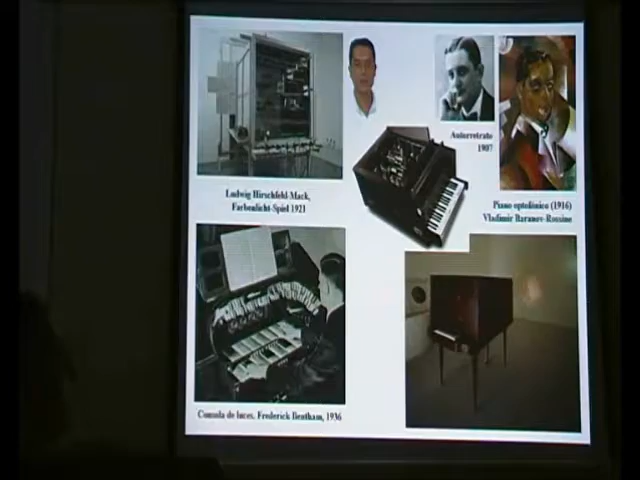 Autorretrato
1907
Ludwig Hirschfeld-Mack,
Farbenlicht-Spiel 1921
Piano optofónico (1916)
Vladimir Baranov-Rossine
Consola de luces. Frederick Bentham, 1936